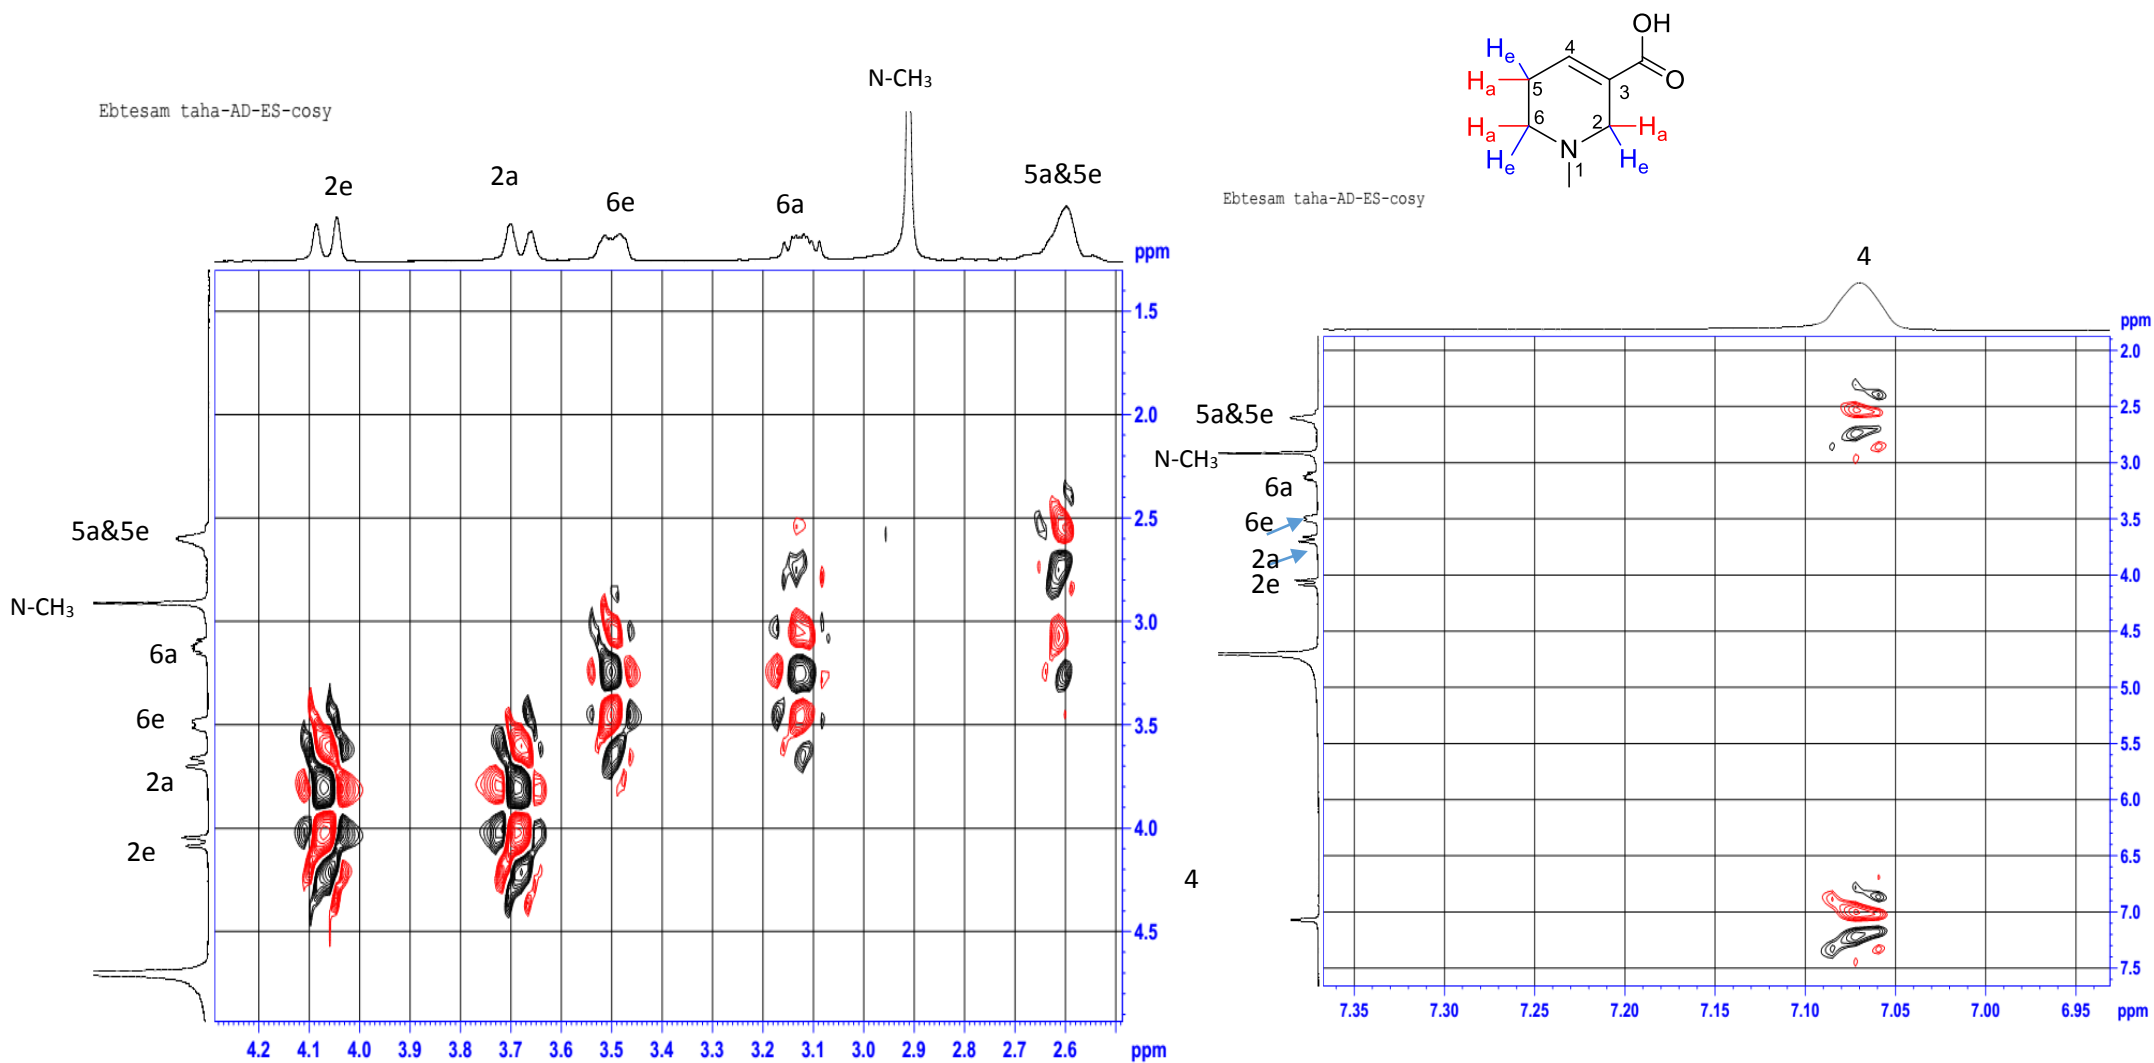 Ebtesam taha-AD-ES-cosy
2e
2a
6e
6a
N-CH₃
5a&5e
ppm
1.5
2.0
2.5
3.0
3.5
4.0
4.5
5a&5e
N-CH₃
6a
6e
2a
2e
4.2 4.1 4.0 3.9 3.8 3.7 3.6 3.5 3.4 3.3 3.2 3.1 3.0 2.9 2.8 2.7 2.6 ppm
OH
O
4
3
5
6
2
N
1
He
Ha
Ha
He
Ha
He
Ebtesam taha-AD-ES-cosy
4
ppm
2.0
2.5
3.0
3.5
4.0
4.5
5.0
5.5
6.0
6.5
7.0
7.5
5a&5e
N-CH₃
6a
6e
2a
2e
4
7.35 7.30 7.25 7.20 7.15 7.10 7.05 7.00 6.95 ppm